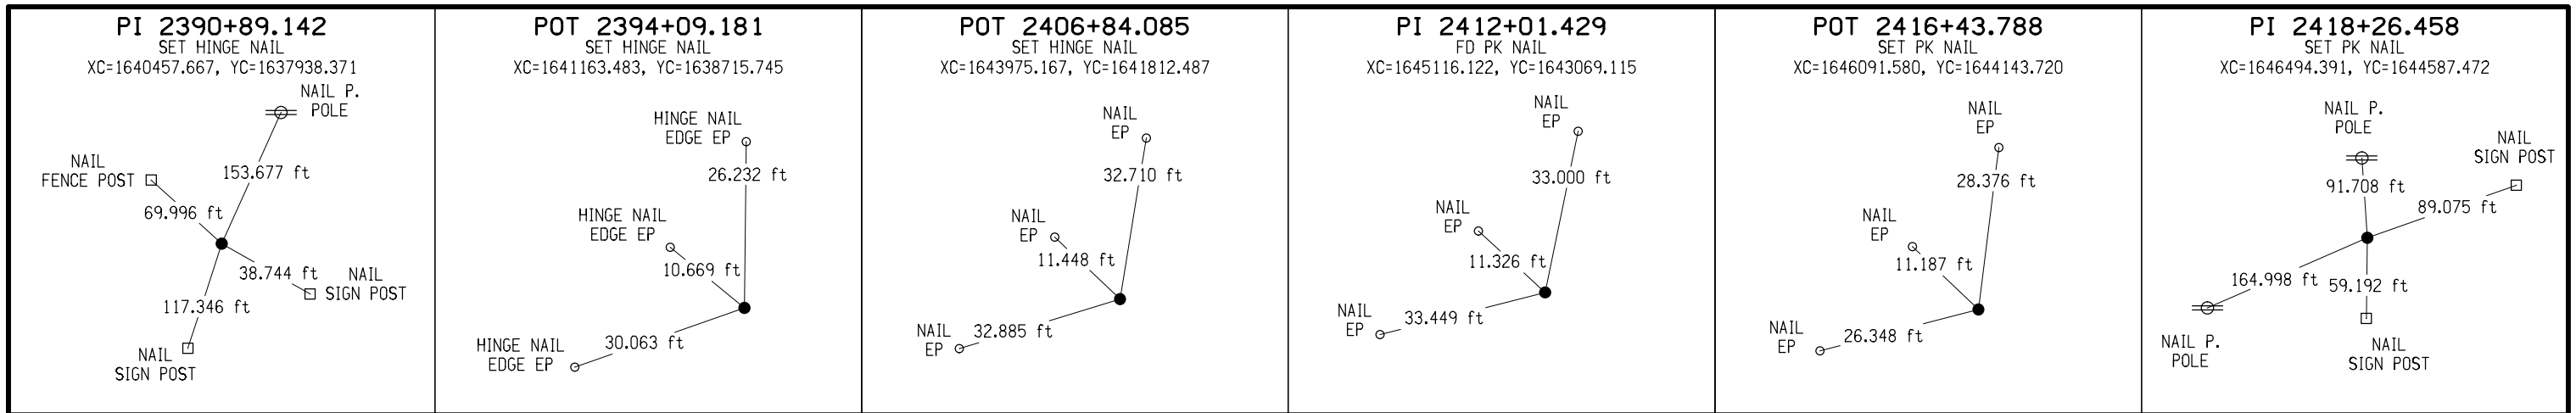 PI 2390+89.142
SET HINGE NAIL
XC=1640457.667, YC=1637938.371
NAIL P.
POLE
NAIL
FENCE POST
153.677 ft
69.996 ft
38.744 ft
NAIL
SIGN POST
117.346 ft
NAIL
SIGN POST
POT 2394+09.181
SET HINGE NAIL
XC=1641163.483, YC=1638715.745
HINGE NAIL
EDGE EP
26.232 ft
HINGE NAIL
EDGE EP
10.669 ft
HINGE NAIL
EDGE EP
30.063 ft
POT 2406+84.085
SET HINGE NAIL
XC=1643975.167, YC=1641812.487
NAIL
EP
32.710 ft
NAIL
EP
11.448 ft
NAIL
EP
32.885 ft
PI 2412+01.429
FD PK NAIL
XC=1645116.122, YC=1643069.115
NAIL
EP
33.000 ft
NAIL
EP
11.326 ft
NAIL
EP
33.449 ft
POT 2416+43.788
SET PK NAIL
XC=1646091.580, YC=1644143.720
NAIL
EP
28.376 ft
NAIL
EP
11.187 ft
NAIL
EP
26.348 ft
PI 2418+26.458
SET PK NAIL
XC=1646494.391, YC=1644587.472
NAIL P.
POLE
NAIL
SIGN POST
91.708 ft
89.075 ft
164.998 ft
59.192 ft
NAIL P.
POLE
NAIL
SIGN POST